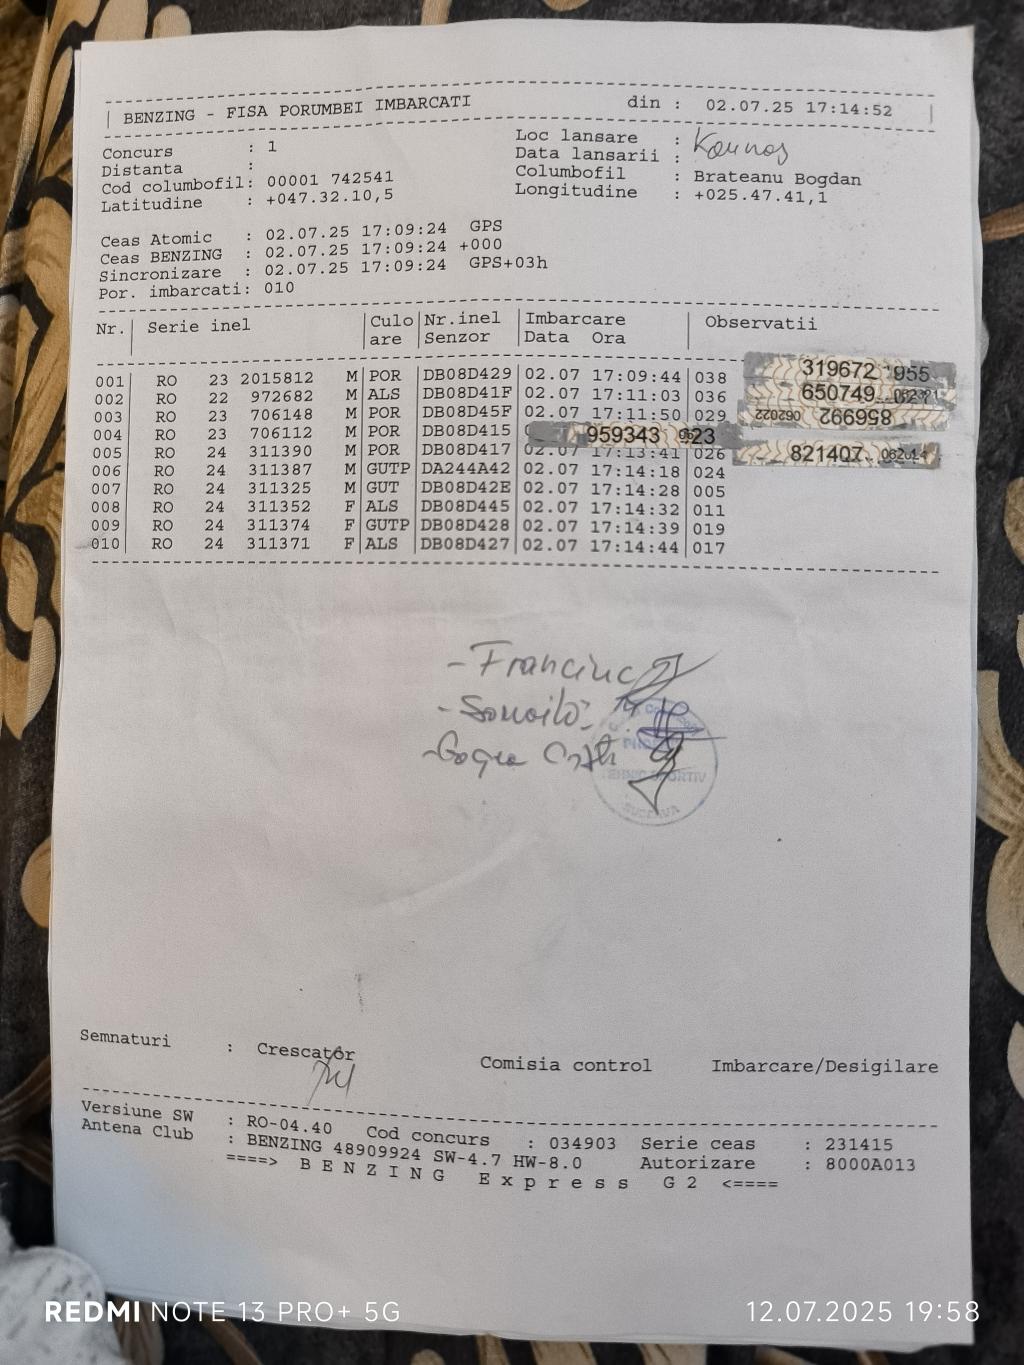 BENZING - FISA PORUMBEI IMBARCATI din : 02.07.25 17:14:52
Concurs : 1
Distanta :
Cod columbofil: 00001 742541
Latitudine : +047.32.10,5
Loc lansare :
Data lansarii :
Columbofil : Brateanu Bogdan
Longitudine : +025.47.41,1
Ceas Atomic : 02.07.25 17:09:24 GPS
Ceas BENZING : 02.07.25 17:09:24 +000
Sincronizare : 02.07.25 17:09:24 GPS+03h
Por. imbarcati: 010
Nr. Serie inel Culo Nr.inel Imbarcare Observatii
are Senzor Data Ora
001 RO 23 2015812 M POR DB08D429 02.07 17:09:44 038 319672
002 RO 22 972682 M ALS DB08D41F 02.07 17:11:03 036 650749
003 RO 23 706148 M POR DB08D45F 02.07 17:11:50 029 856992 062022
004 RO 23 706112 M POR DB08D415 959343
005 RO 24 311390 M POR DB08D417 02.07 17:13:41 026 821407
006 RO 24 311387 M GUTP DA244A42 02.07 17:14:18 024
007 RO 24 311325 M GUT DB08D42E 02.07 17:14:28 005
008 RO 24 311352 F ALS DB08D445 02.07 17:14:32 011
009 RO 24 311374 F GUTP DB08D428 02.07 17:14:39 019
010 RO 24 311371 F ALS DB08D427 02.07 17:14:44 017
SUCEAVA
Semnaturi : Crescator Comisia control Imbarcare/Desigilare
Versiune SW : RO-04.40 Cod concurs : 034903 Serie ceas : 231415
Antena Club : BENZING 48909924 SW-4.7 HW-8.0 Autorizare : 8000A013
====> B E N Z I N G E x p r e s s G 2 <====
REDMI NOTE 13 PRO+ 5G 12.07.2025 19:58